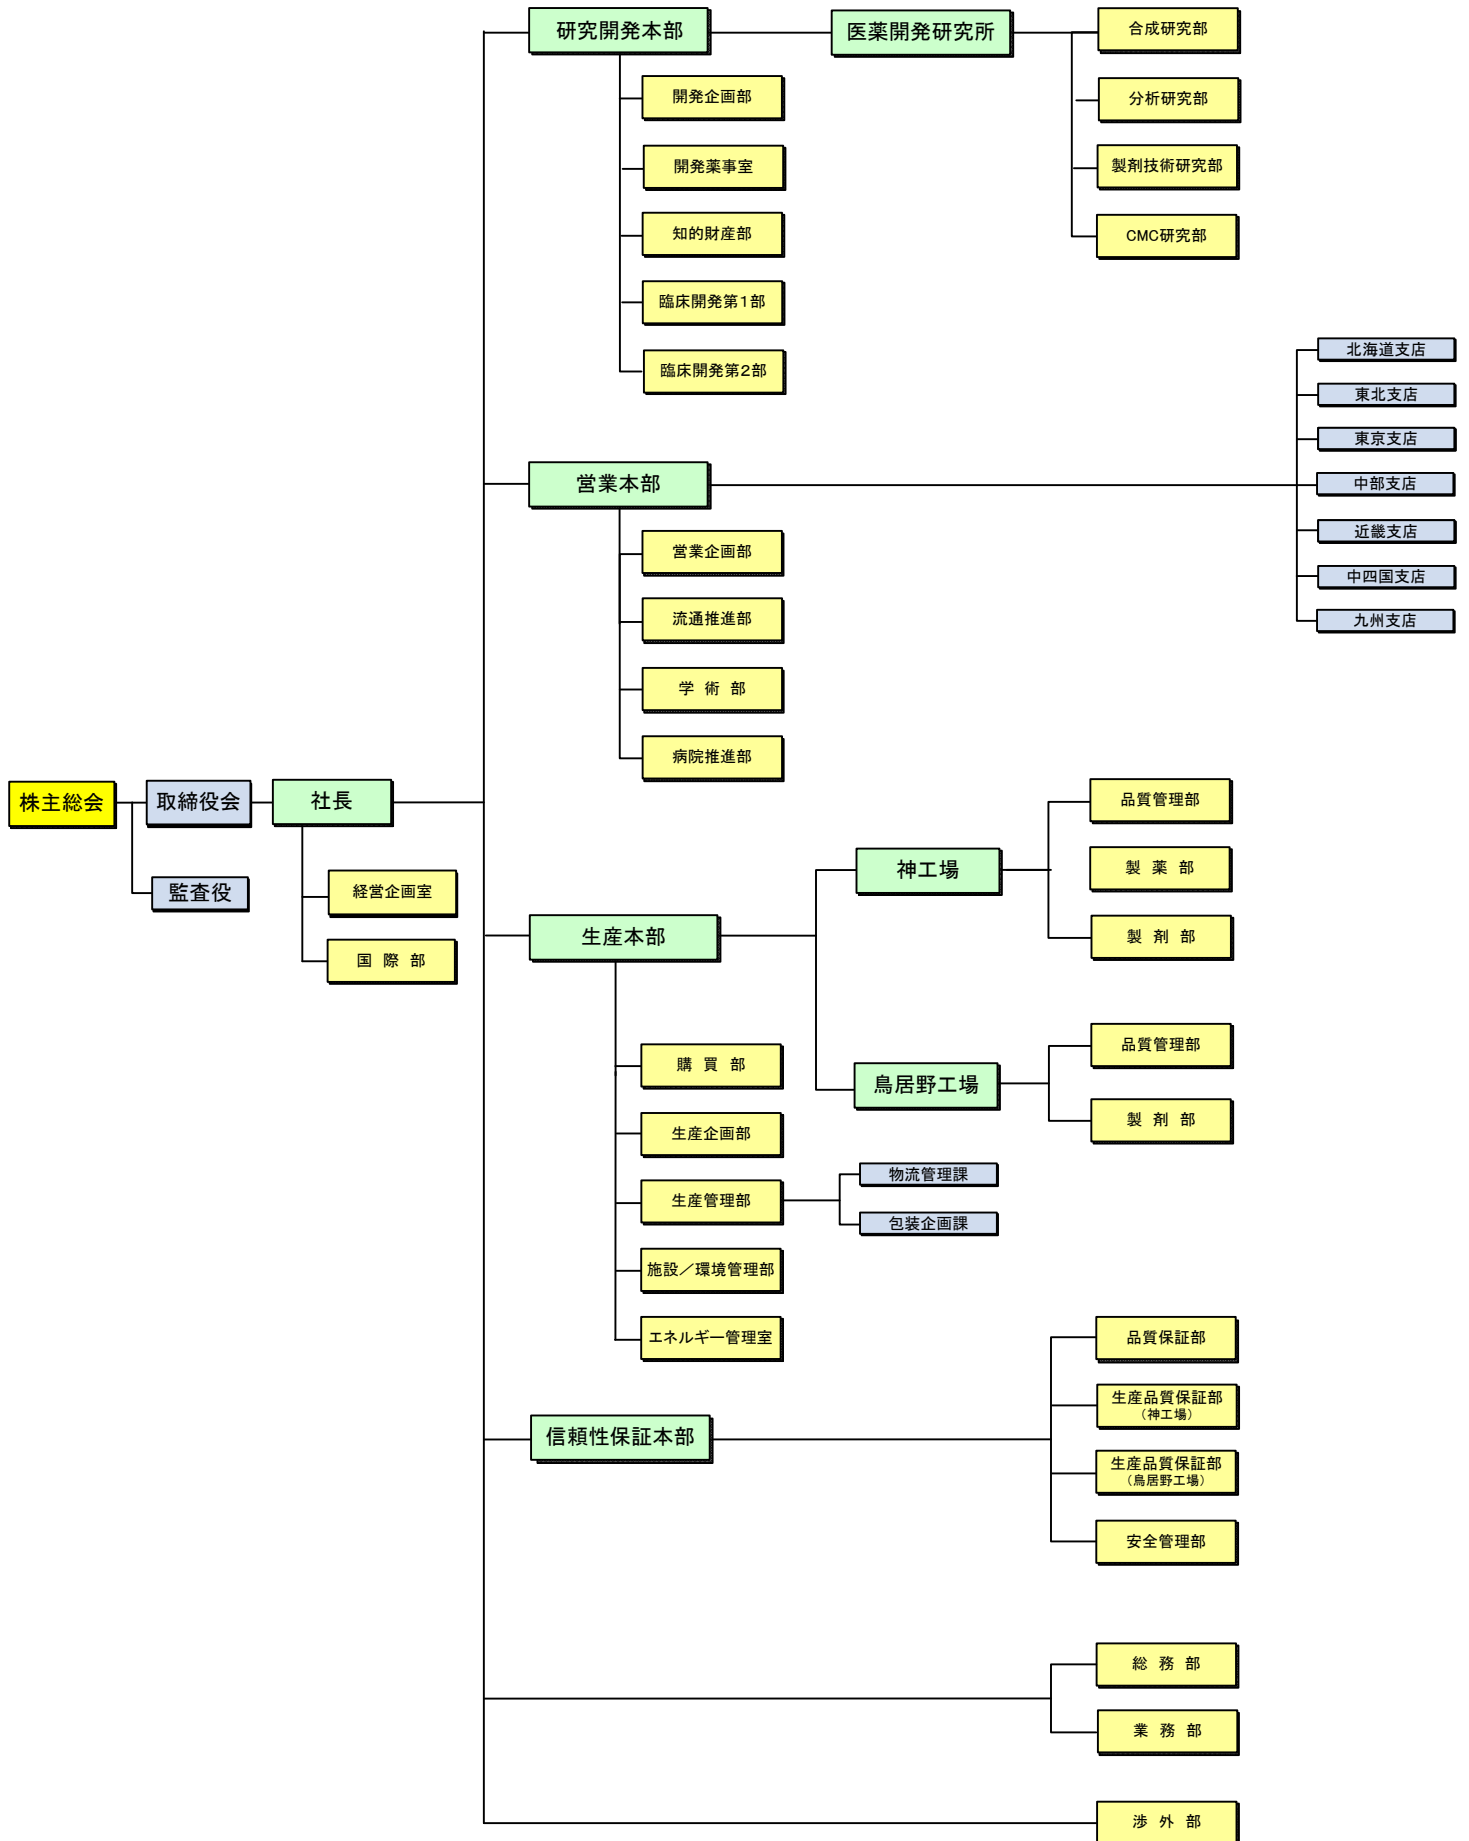 株主総会
取締役会
監査役
社長
経営企画室
国 際 部
研究開発本部
開発企画部
開発薬事室
知的財産部
臨床開発第1部
臨床開発第2部
医薬開発研究所
合成研究部
分析研究部
製剤技術研究部
CMC研究部
営業本部
営業企画部
流通推進部
学 術 部
病院推進部
北海道支店
東北支店
東京支店
中部支店
近畿支店
中四国支店
九州支店
生産本部
購 買 部
生産企画部
生産管理部
物流管理課
包装企画課
施設／環境管理部
エネルギー管理室
神工場
品質管理部
製 薬 部
製 剤 部
鳥居野工場
品質管理部
製 剤 部
信頼性保証本部
品質保証部
生産品質保証部
（神工場）
生産品質保証部
（鳥居野工場）
安全管理部
総 務 部
業 務 部
渉 外 部